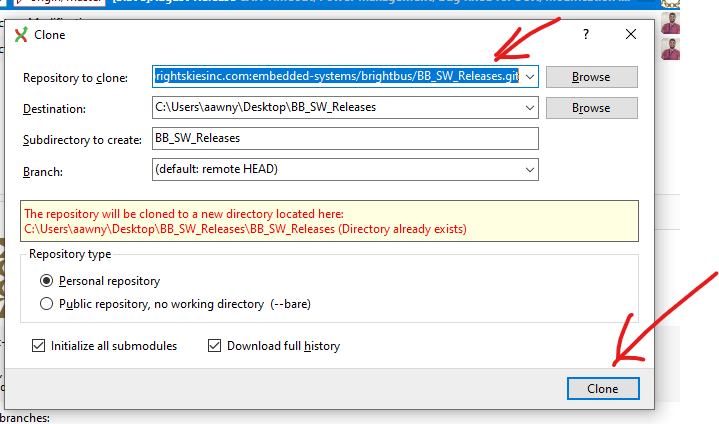 Clone
?
Repository to clone:
rightskiesinc.com:embedded-systems/brightbus/BB_SW_Releases.git
Browse
Destination:
C:\Users\aawny\Desktop\BB_SW_Releases
Browse
Subdirectory to create:
BB_SW_Releases
Branch:
(default: remote HEAD)
The repository will be cloned to a new directory located here:
C:\Users\aawny\Desktop\BB_SW_Releases\BB_SW_Releases (Directory already exists)
Repository type
Personal repository
Public repository, no working directory (--bare)
Initialize all submodules
Download full history
Clone
branches: